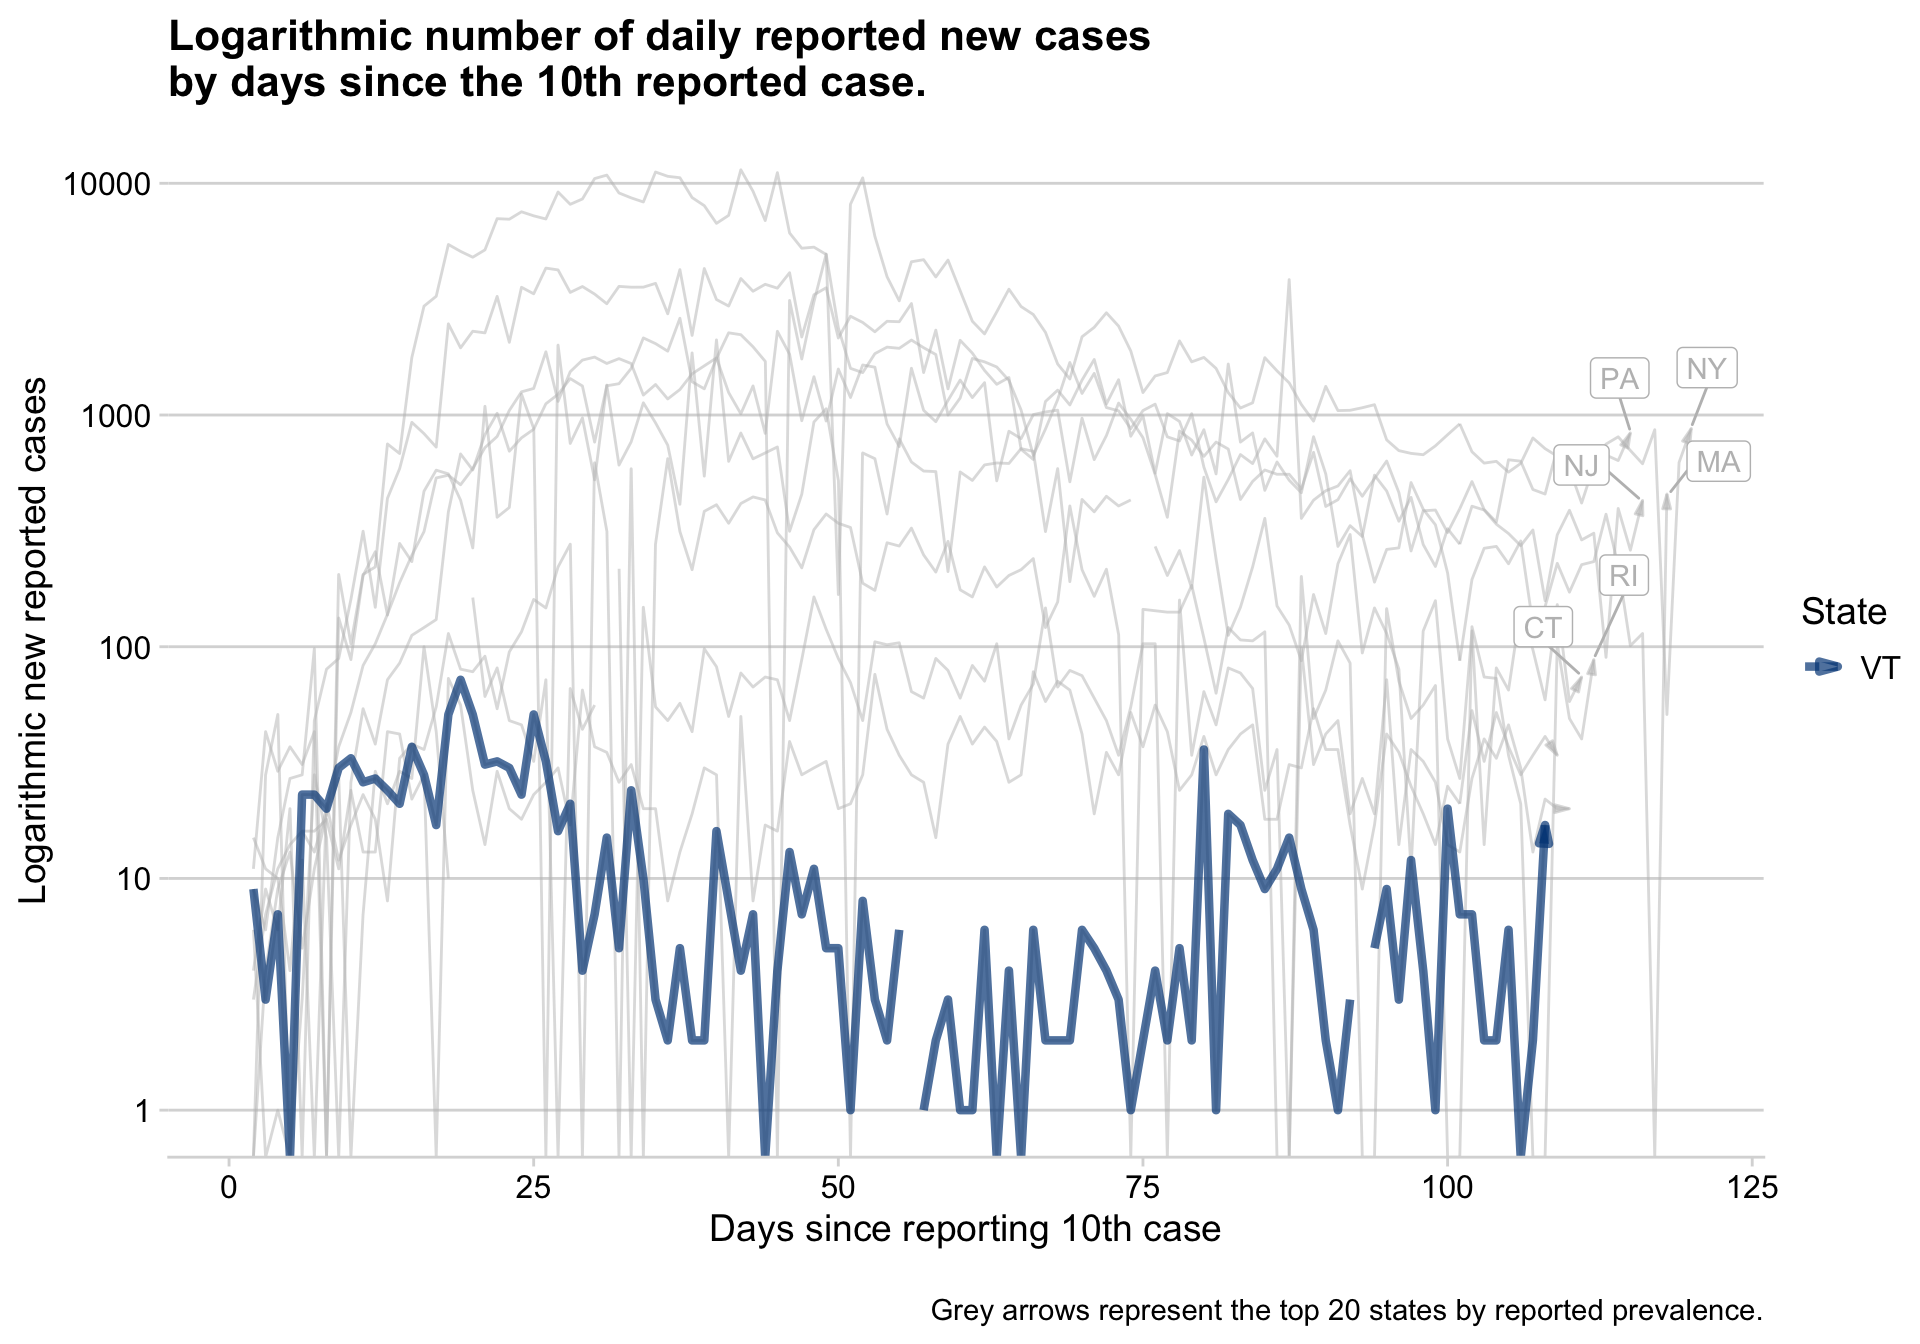 Logarithmic number of daily reported new cases
by days since the 10th reported case.
Logarithmic new reported cases
10000
1000
100
10
1
PA
NY
NJ
MA
RI
CT
State
VT
0
25
50
75
100
125
Days since reporting 10th case
Grey arrows represent the top 20 states by reported prevalence.